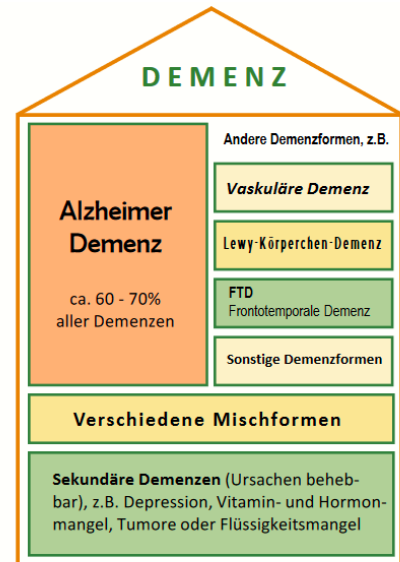 DEMENZ
Alzheimer
Demenz
ca. 60 - 70%
aller Demenzen
Andere Demenzformen, z.B.
Vaskuläre Demenz
Lewy-Körperchen-Demenz
FTD
Frontotemporale Demenz
Sonstige Demenzformen
Verschiedene Mischformen
Sekundäre Demenzen (Ursachen beheb-
bar), z.B. Depression, Vitamin- und Hormon-
mangel, Tumore oder Flüssigkeitsmangel